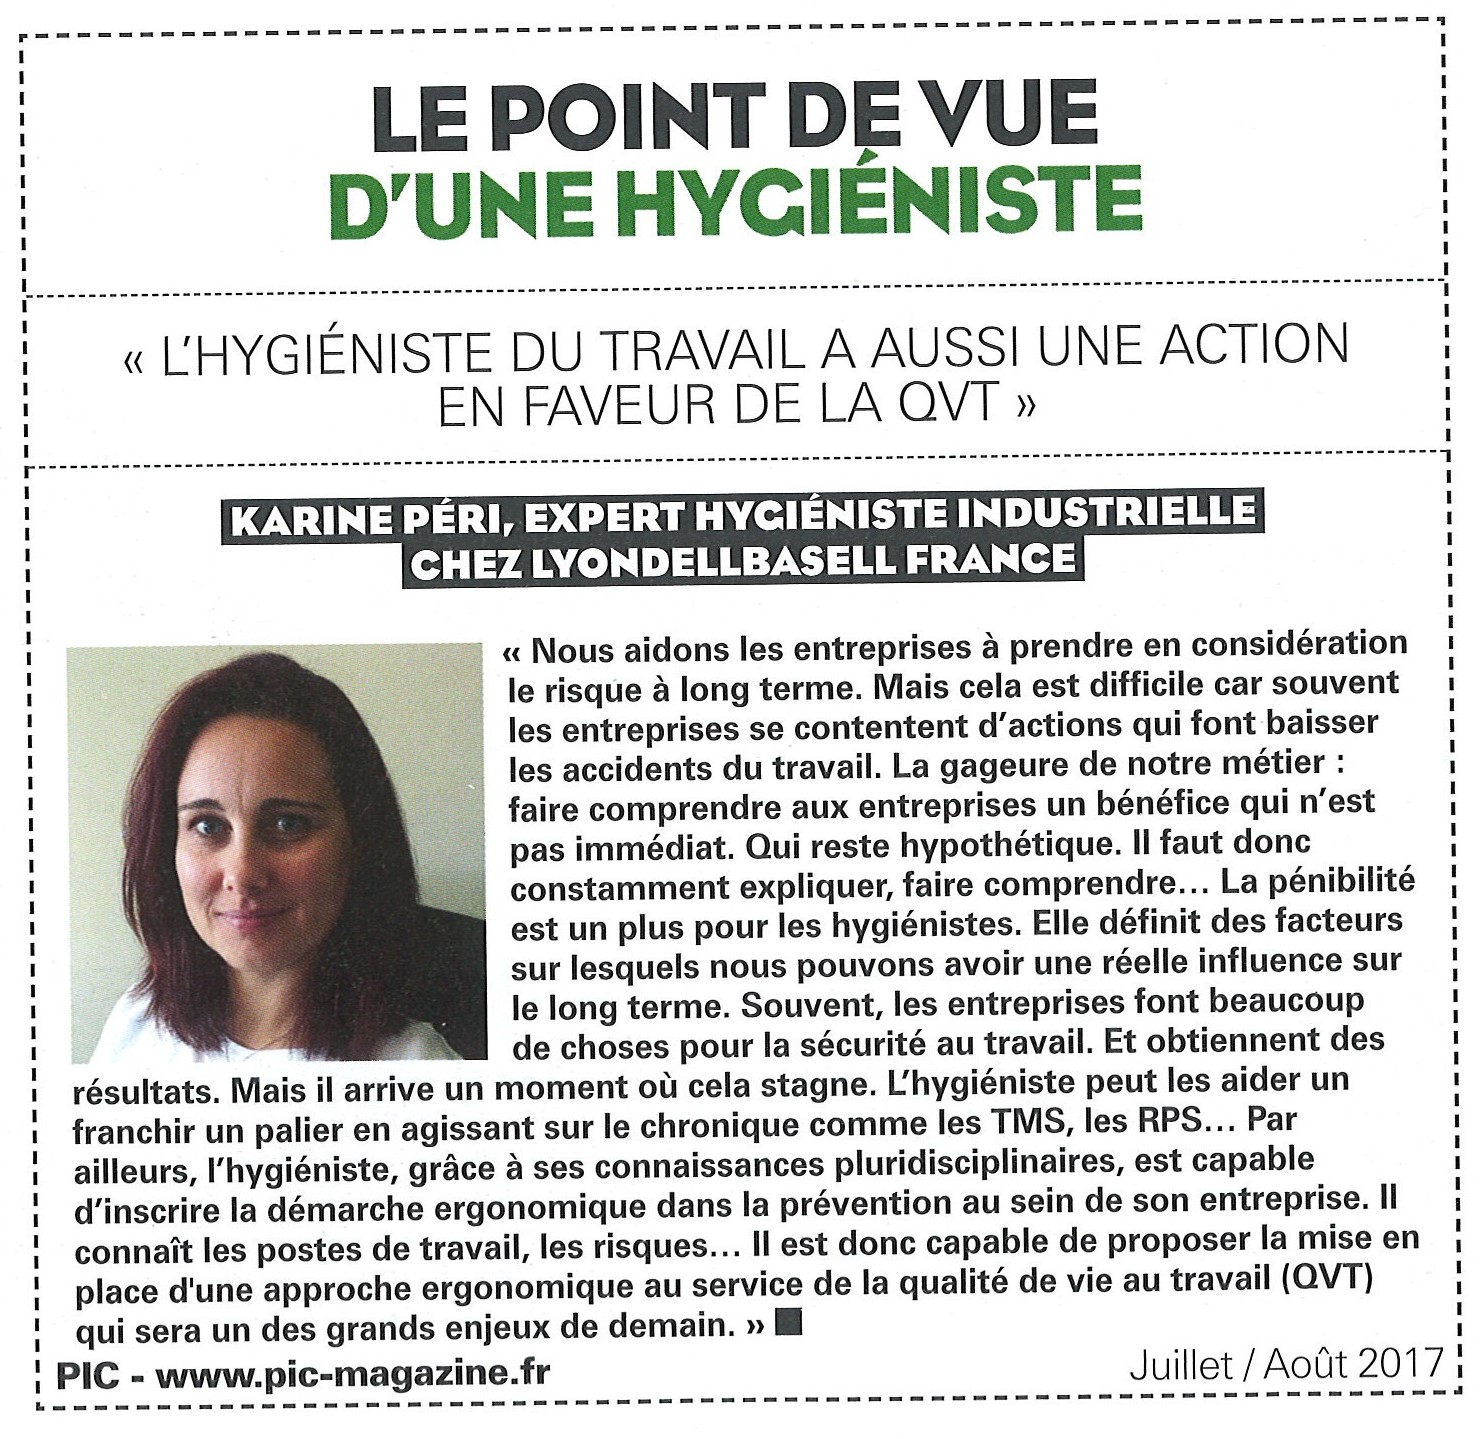 LE POINT DE VUE
D'UNE HYGIÉNISTE
« L'HYGIÉNISTE DU TRAVAIL A AUSSI UNE ACTION
EN FAVEUR DE LA QVT »
KARINE PÉRI, EXPERT HYGIÉNISTE INDUSTRIELLE
CHEZ LYONDELLBASELL FRANCE
« Nous aidons les entreprises à prendre en considération
le risque à long terme. Mais cela est difficile car souvent
les entreprises se contentent d'actions qui font baisser
les accidents du travail. La gageure de notre métier :
faire comprendre aux entreprises un bénéfice qui n'est
pas immédiat. Qui reste hypothétique. Il faut donc
constamment expliquer, faire comprendre... La pénibilité
est un plus pour les hygiénistes. Elle définit des facteurs
sur lesquels nous pouvons avoir une réelle influence sur
le long terme. Souvent, les entreprises font beaucoup
de choses pour la sécurité au travail. Et obtiennent des
résultats. Mais il arrive un moment où cela stagne. L'hygiéniste peut les aider un
franchir un palier en agissant sur le chronique comme les TMS, les RPS... Par
ailleurs, l'hygiéniste, grâce à ses connaissances pluridisciplinaires, est capable
d'inscrire la démarche ergonomique dans la prévention au sein de son entreprise. Il
connaît les postes de travail, les risques... Il est donc capable de proposer la mise en
place d'une approche ergonomique au service de la qualité de vie au travail (QVT)
qui sera un des grands enjeux de demain. » ■
PIC - www.pic-magazine.fr
Juillet / Août 2017